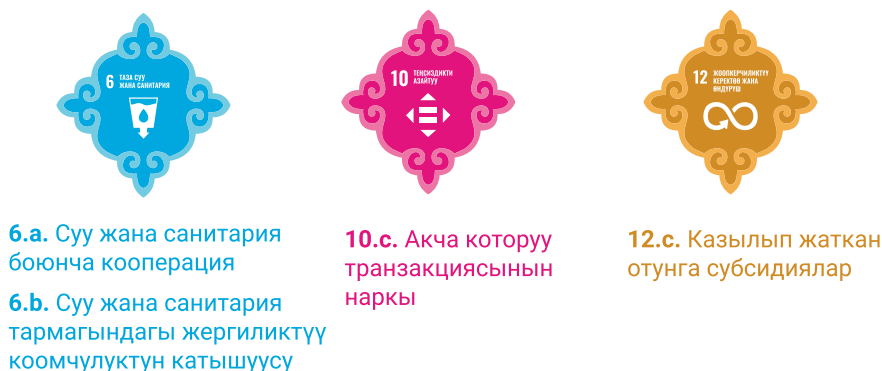 6 ТАЗА СУУ
ЖАНА САНИТАРИЯ
6.a. Суу жана санитария
боюнча кооперация
6.b. Суу жана санитария
тармагындагы жергиликтүү
коомчулуктун катышуусу
10 ТЕҢСИЗДИКТИ
АЗАЙТУУ
10.c. Акча которуу
транзакциясынын
наркы
12 ЖООПКЕРЧИЛИКТҮҮ
КЕРЕКТӨӨ ЖАНА
ӨНДҮРҮШ
12.c. Казылып жаткан
отунга субсидиялар